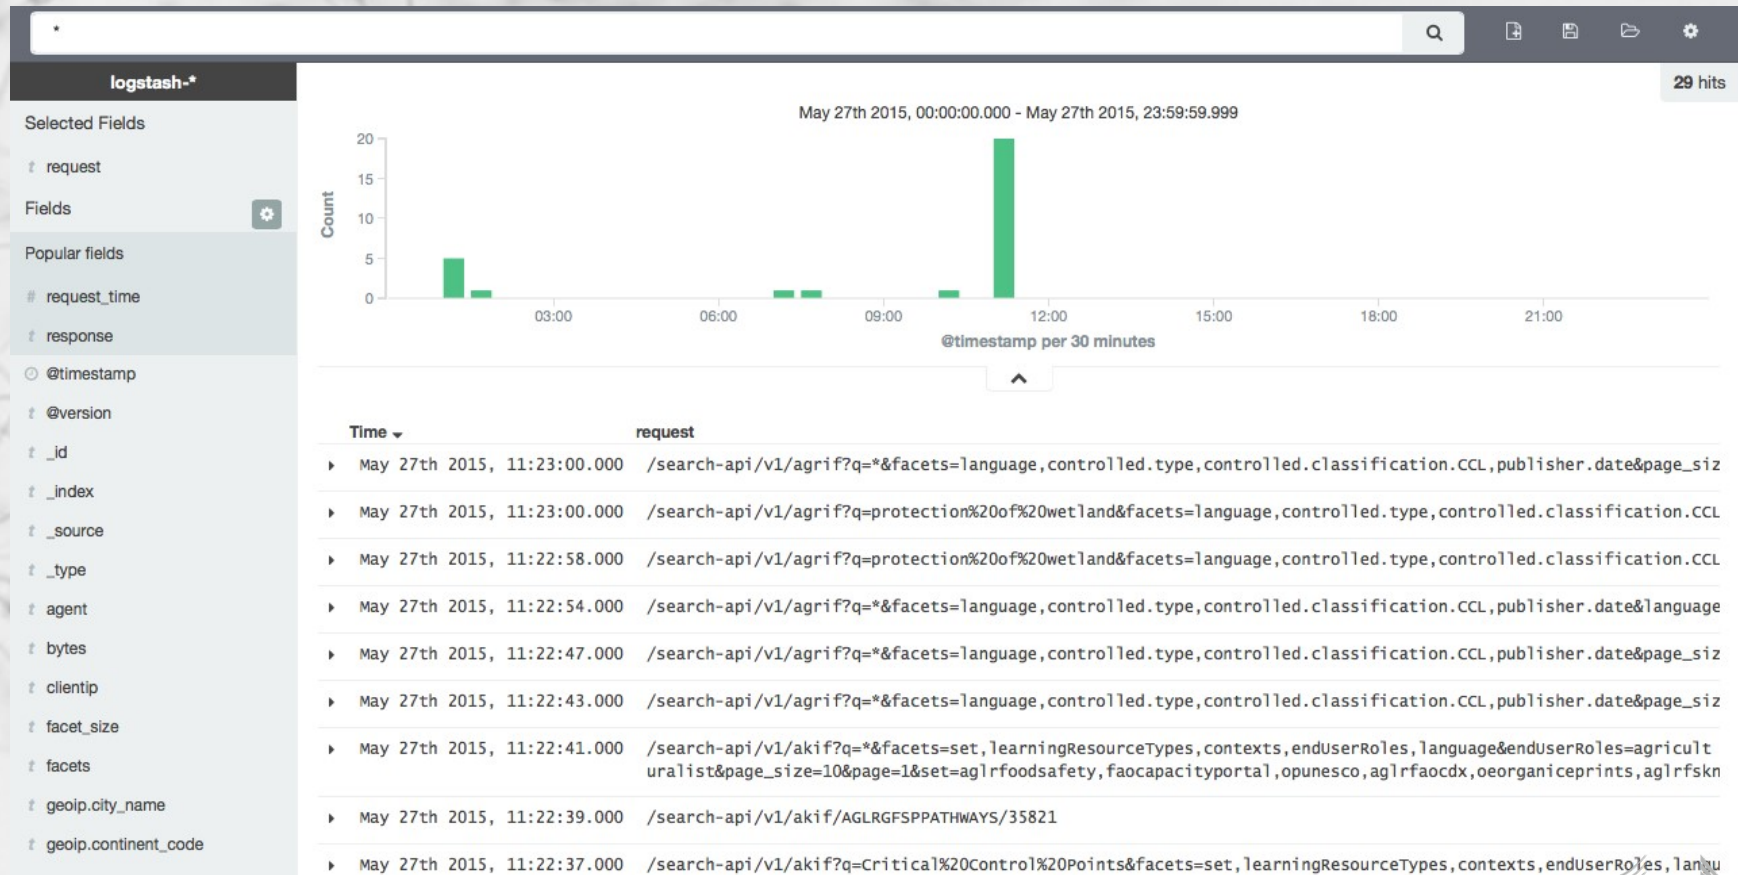 *
logstash-*
29 hits
Selected Fields
t request
Fields
Popular fields
# request_time
t response
@timestamp
t @version
t _id
t _index
t _source
t _type
t agent
t bytes
t clientip
t facet_size
t facets
t geoip.city_name
t geoip.continent_code
May 27th 2015, 00:00:00.000 - May 27th 2015, 23:59:59.999
Count
20
15
10
5
0
03:00 06:00 09:00 12:00 15:00 18:00 21:00
@timestamp per 30 minutes
Time request
May 27th 2015, 11:23:00.000 /search-api/v1/agrif?q=*&facets=language,controlled.type,controlled.classification.CCL,publisher.date&page_siz
May 27th 2015, 11:23:00.000 /search-api/v1/agrif?q=protection%20of%20wetland&facets=language,controlled.type,controlled.classification.CCL
May 27th 2015, 11:22:58.000 /search-api/v1/agrif?q=protection%20of%20wetland&facets=language,controlled.type,controlled.classification.CCL
May 27th 2015, 11:22:54.000 /search-api/v1/agrif?q=*&facets=language,controlled.type,controlled.classification.CCL,publisher.date&language
May 27th 2015, 11:22:47.000 /search-api/v1/agrif?q=*&facets=language,controlled.type,controlled.classification.CCL,publisher.date&page_siz
May 27th 2015, 11:22:43.000 /search-api/v1/agrif?q=*&facets=language,controlled.type,controlled.classification.CCL,publisher.date&page_siz
May 27th 2015, 11:22:41.000 /search-api/v1/akif?q=*&facets=set,learningResourceTypes,contexts,endUserRoles,language&endUserRoles=agricult
uralist&page_size=10&page=1&set=aglrfoodsafety,faocapacityportal,opunesco,aglrfaocdx,oeorganiceprints,aglrfskn
May 27th 2015, 11:22:39.000 /search-api/v1/akif/AGLRGFSPPATHWAYS/35821
May 27th 2015, 11:22:37.000 /search-api/v1/akif?q=Critical%20Control%20Points&facets=set,learningResourceTypes,contexts,endUserRoles,langu